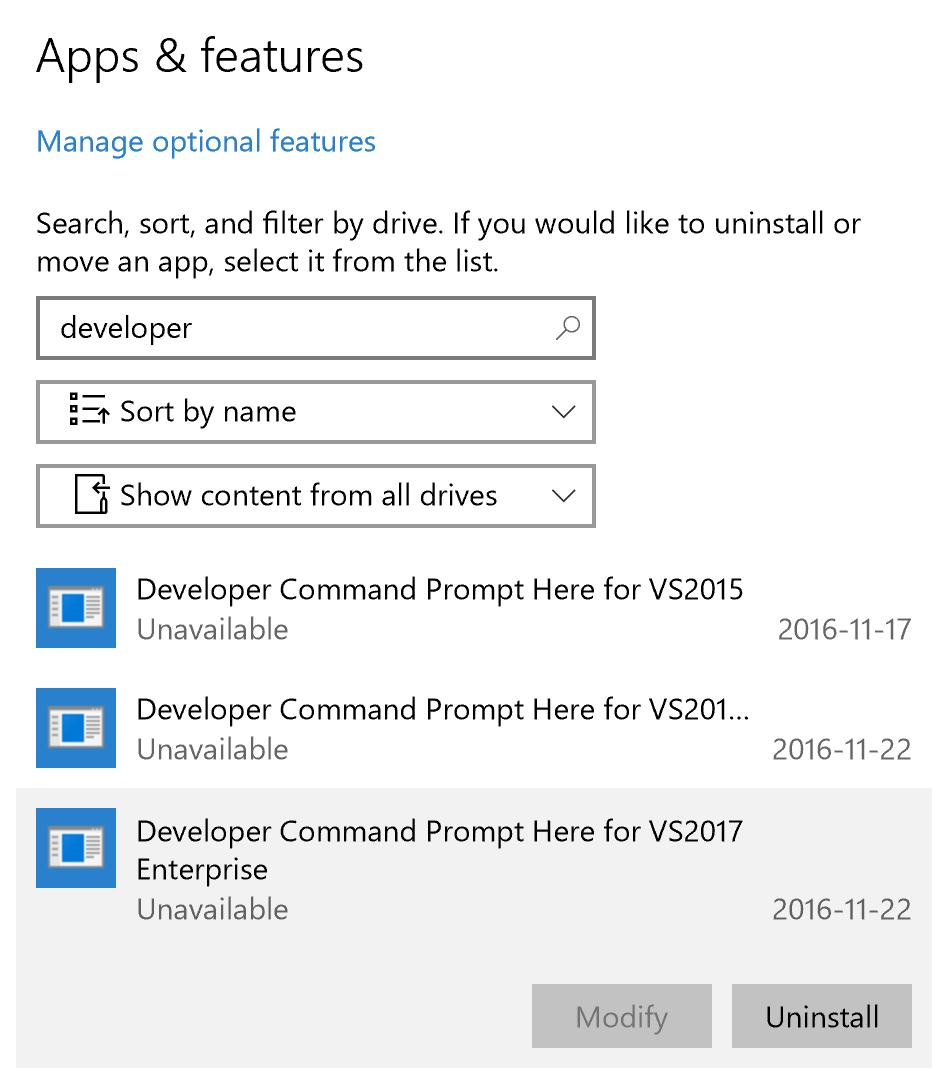 Apps & features
Manage optional features
Search, sort, and filter by drive. If you would like to uninstall or
move an app, select it from the list.
developer
Sort by name
Show content from all drives
Developer Command Prompt Here for VS2015
Unavailable
2016-11-17
Developer Command Prompt Here for VS201...
Unavailable
2016-11-22
Developer Command Prompt Here for VS2017
Enterprise
Unavailable
2016-11-22
Modify
Uninstall